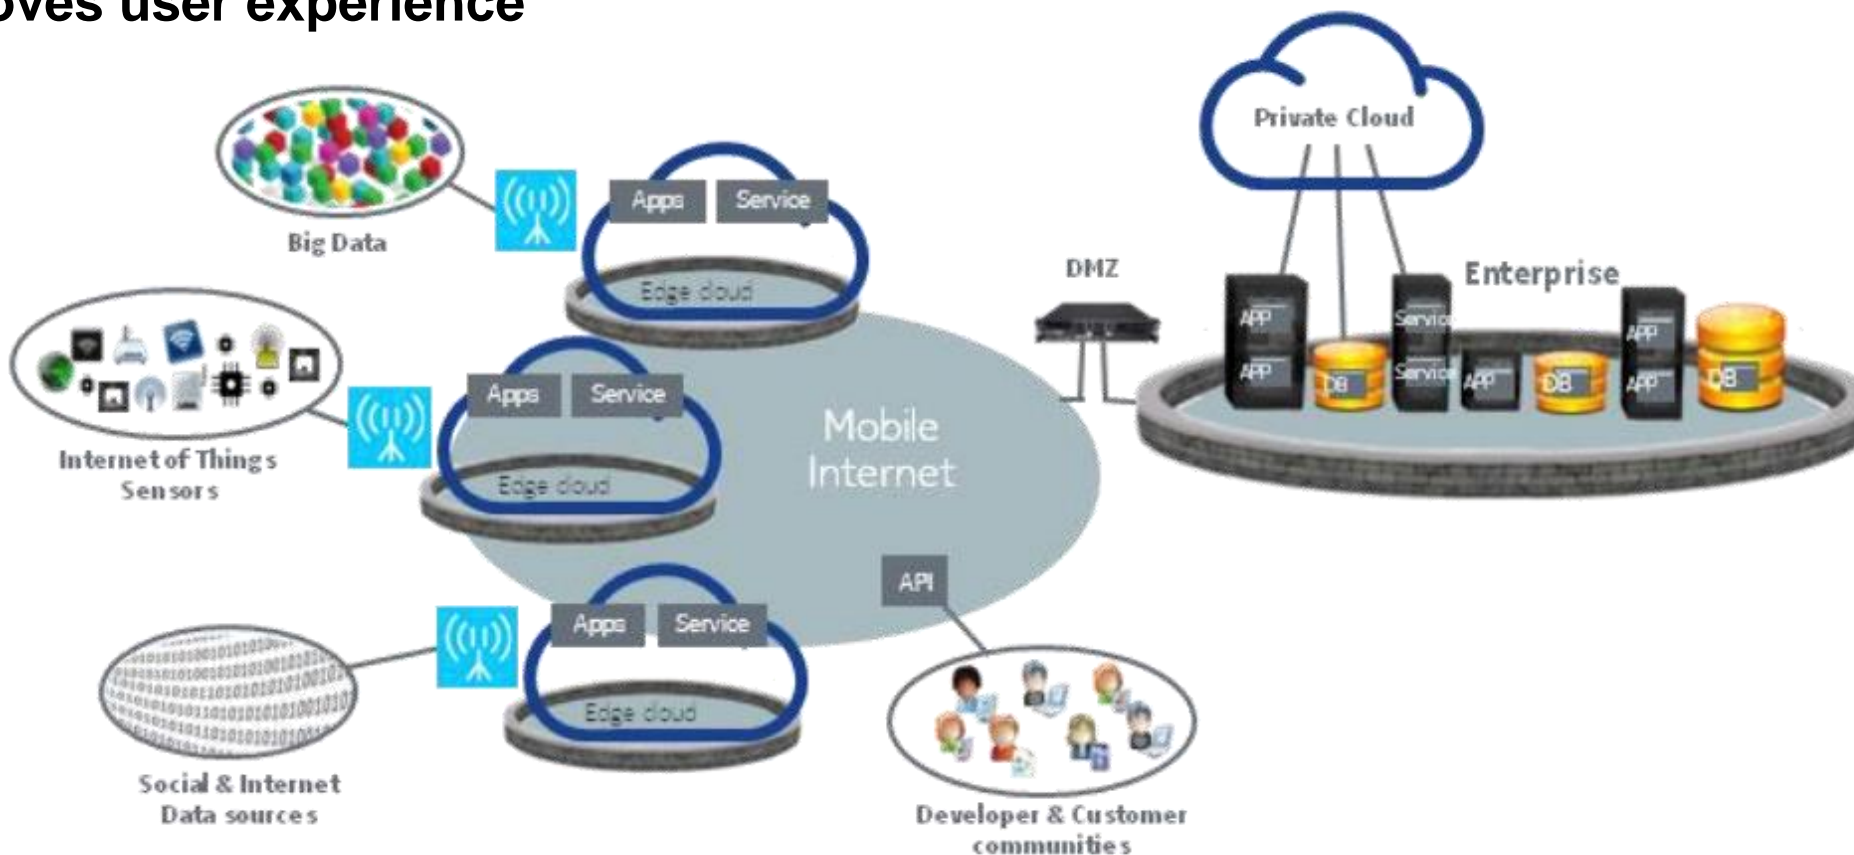 oves user experience
Private Cloud
Apps
Service
Edge cloud
Big Data
DMZ
Enterprise
APP
APP
DB
Service
Service
APP
DB
APP
APP
DB
Apps
Service
Edge cloud
Internet of Things
Sensors
Mobile
Internet
API
Apps
Service
Edge cloud
Social & Internet
Data sources
Developer & Customer
communities